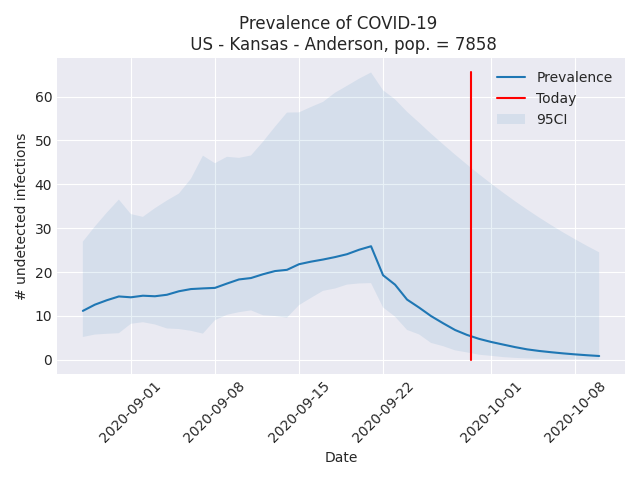 Prevalence of COVID-19
US - Kansas - Anderson, pop. = 7858
Prevalence
Today
95CI
60
50
40
30
20
10
0
# undetected infections
2020-09-01
2020-09-08
2020-09-15
2020-09-22
2020-10-01
2020-10-08
Date